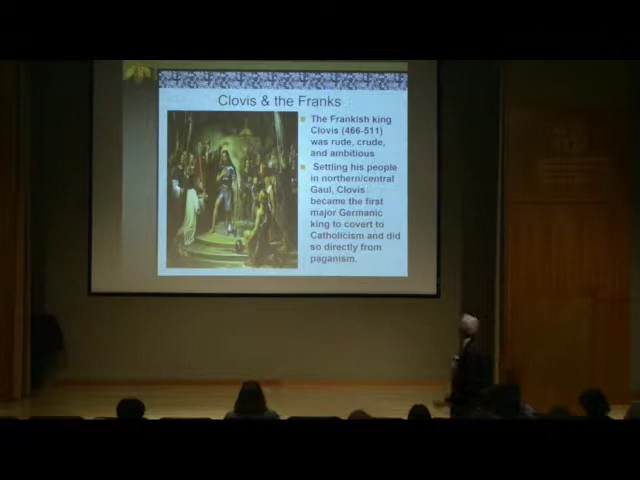 Clovis & the Franks
The Frankish king
Clovis (466-511)
was rude, crude,
and ambitious
Settling his people
in northern/central
Gaul, Clovis
became the first
major Germanic
king to covert to
Catholicism and did
so directly from
paganism.